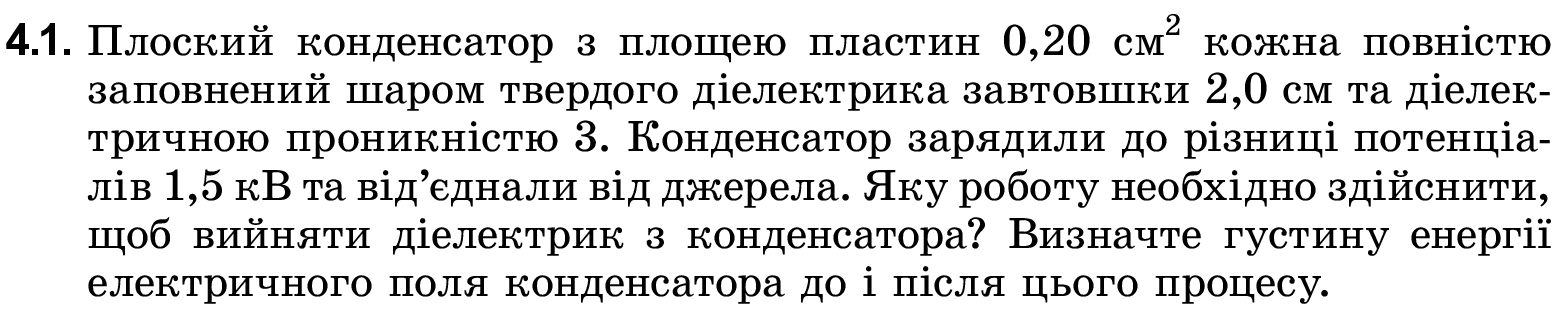 4.1. Плоский конденсатор з площею пластин 0,20 см² кожна повністю
заповнений шаром твердого діелектрика завтовшки 2,0 см та діелек-
тричною проникністю 3. Конденсатор зарядили до різниці потенціа-
лів 1,5 кВ та від’єднали від джерела. Яку роботу необхідно здійснити,
щоб вийняти діелектрик з конденсатора? Визначте густину енергії
електричного поля конденсатора до і після цього процесу.